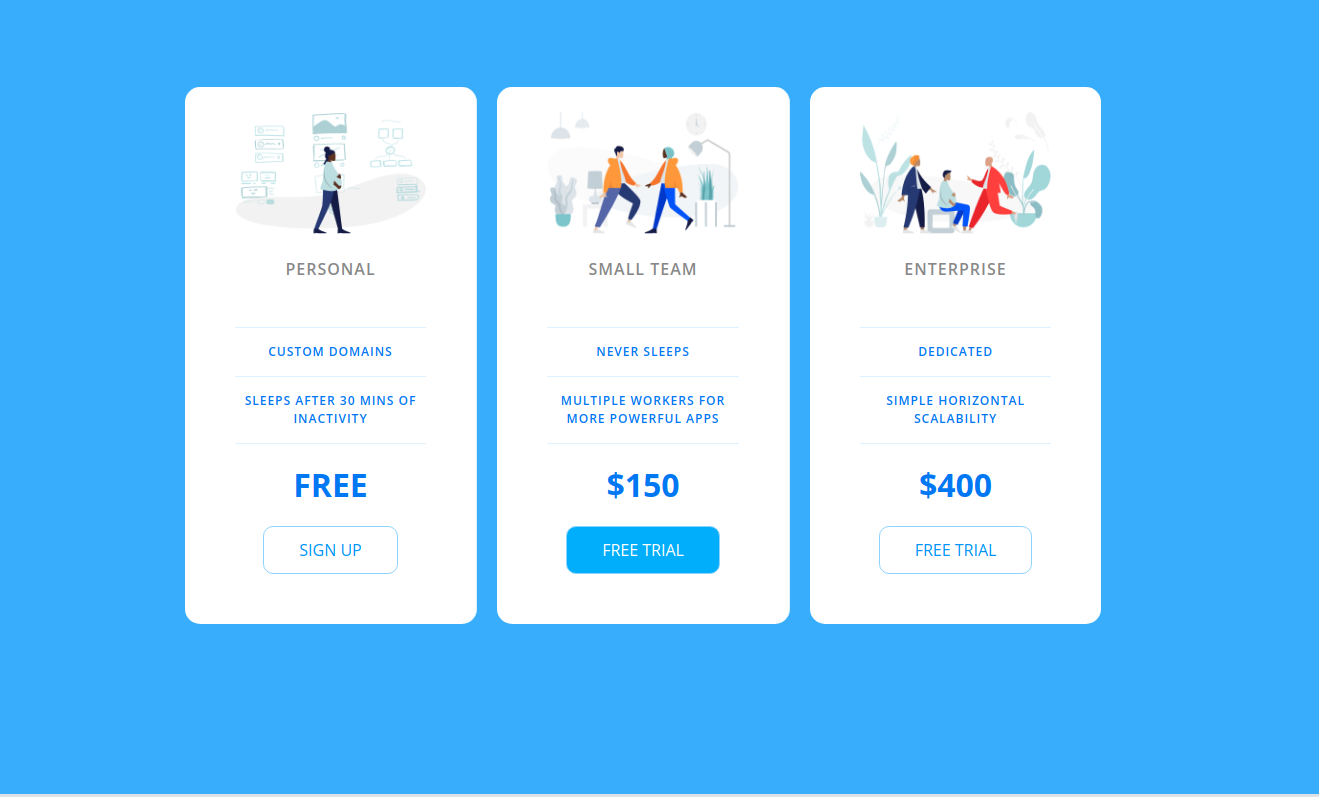 PERSONAL
CUSTOM DOMAINS
SLEEPS AFTER 30 MINS OF
INACTIVITY
FREE
SIGN UP
SMALL TEAM
NEVER SLEEPS
MULTIPLE WORKERS FOR
MORE POWERFUL APPS
$150
FREE TRIAL
ENTERPRISE
DEDICATED
SIMPLE HORIZONTAL
SCALABILITY
$400
FREE TRIAL